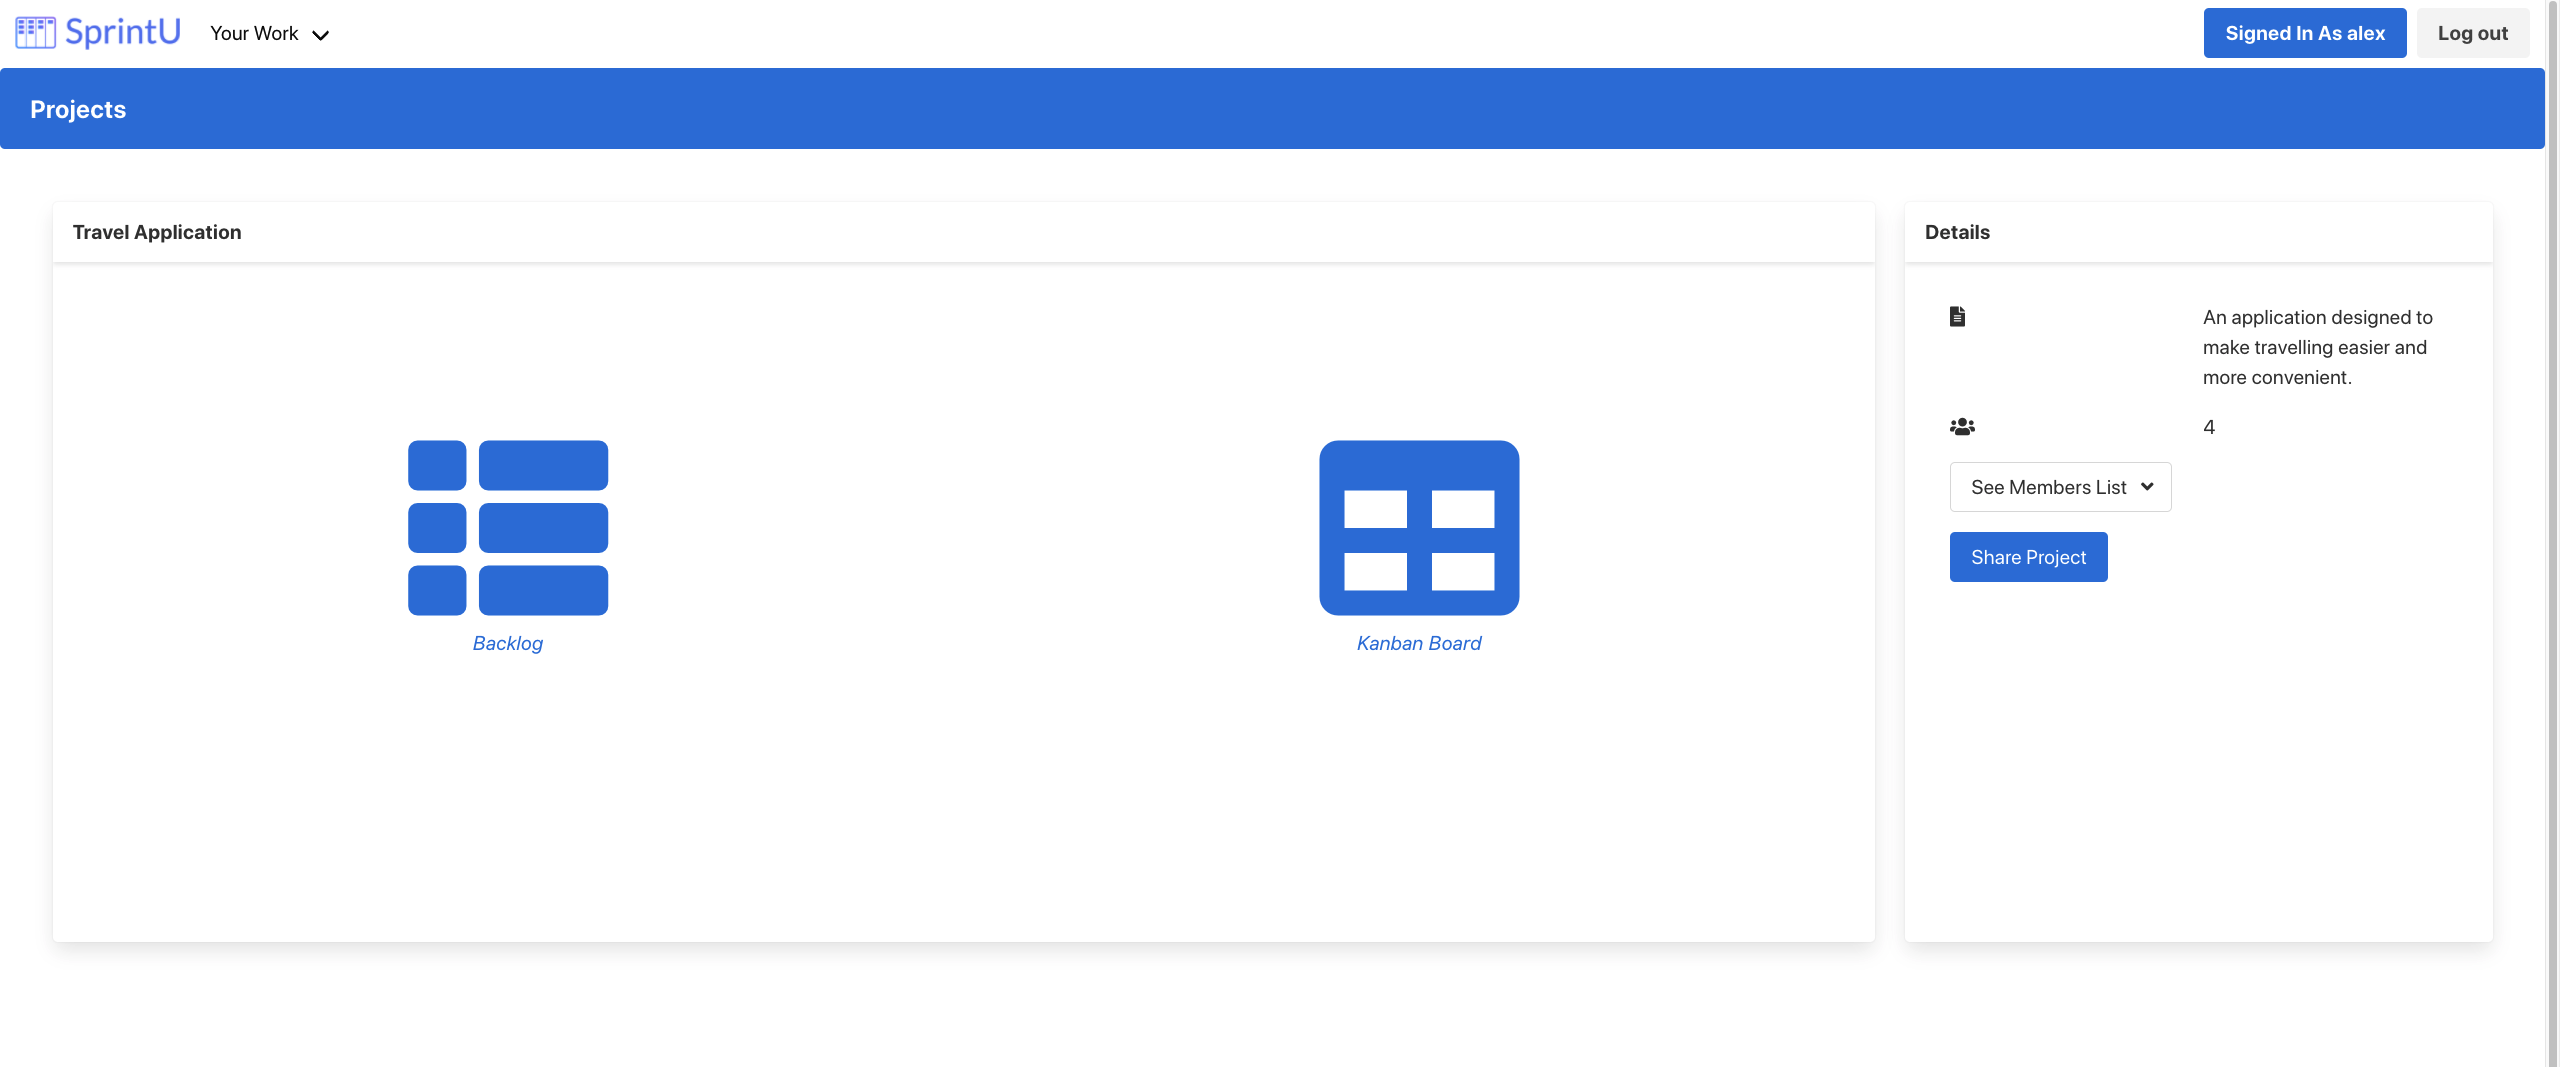 SprintU
Your Work
Signed In As alex
Log out
Projects
Travel Application
Details
An application designed to
make travelling easier and
more convenient.
4
See Members List
Share Project
Backlog
Kanban Board